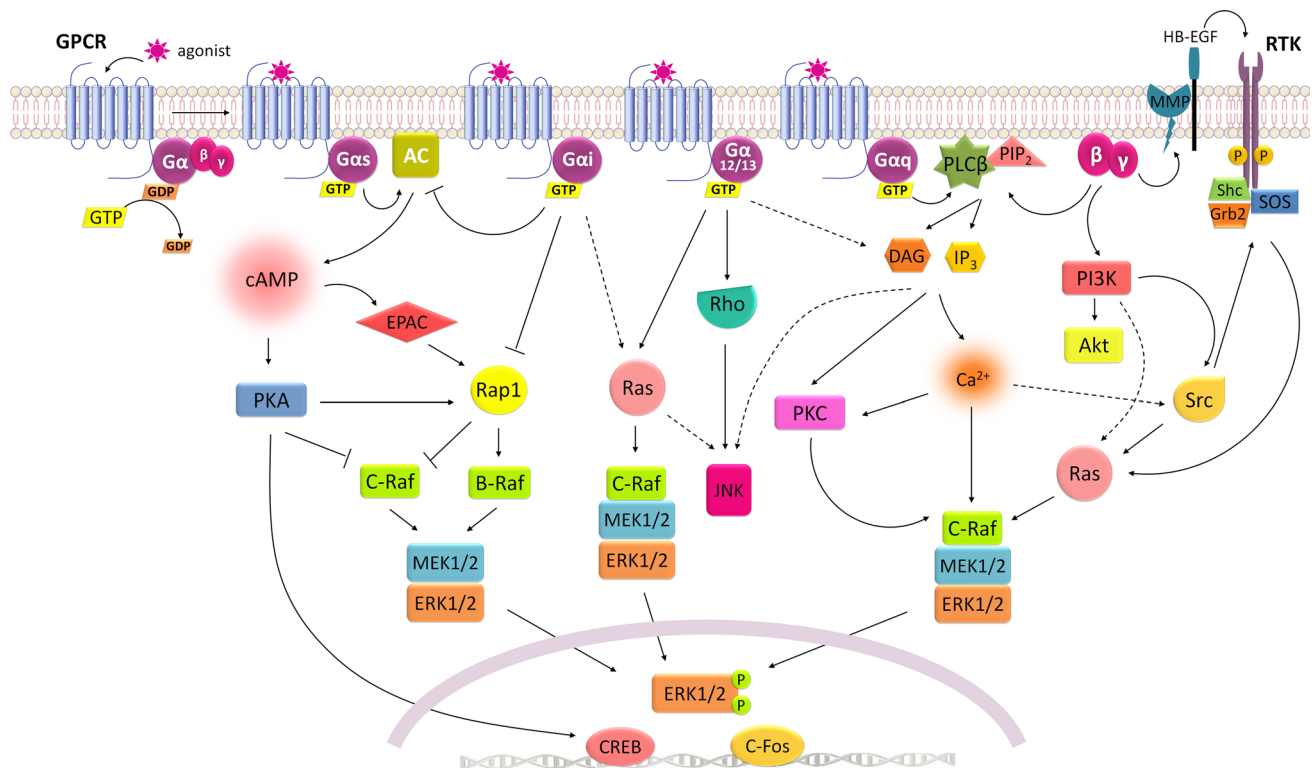 GPCR
agonist
HB-EGF
RTK
MMP
Gα
β
γ
GDP
GTP
GDP
Gαs
GTP
AC
Gαi
GTP
Gα
12/13
GTP
Gαq
GTP
PLCβ
PIP2
β
γ
P
P
Shc
Grb2
SOS
cAMP
EPAC
DAG
IP3
PI3K
Rho
Akt
PKA
Rap1
Ras
PKC
Ca²⁺
Src
C-Raf
B-Raf
C-Raf
JNK
Ras
MEK1/2
ERK1/2
MEK1/2
ERK1/2
C-Raf
MEK1/2
ERK1/2
ERK1/2
P
P
CREB
C-Fos